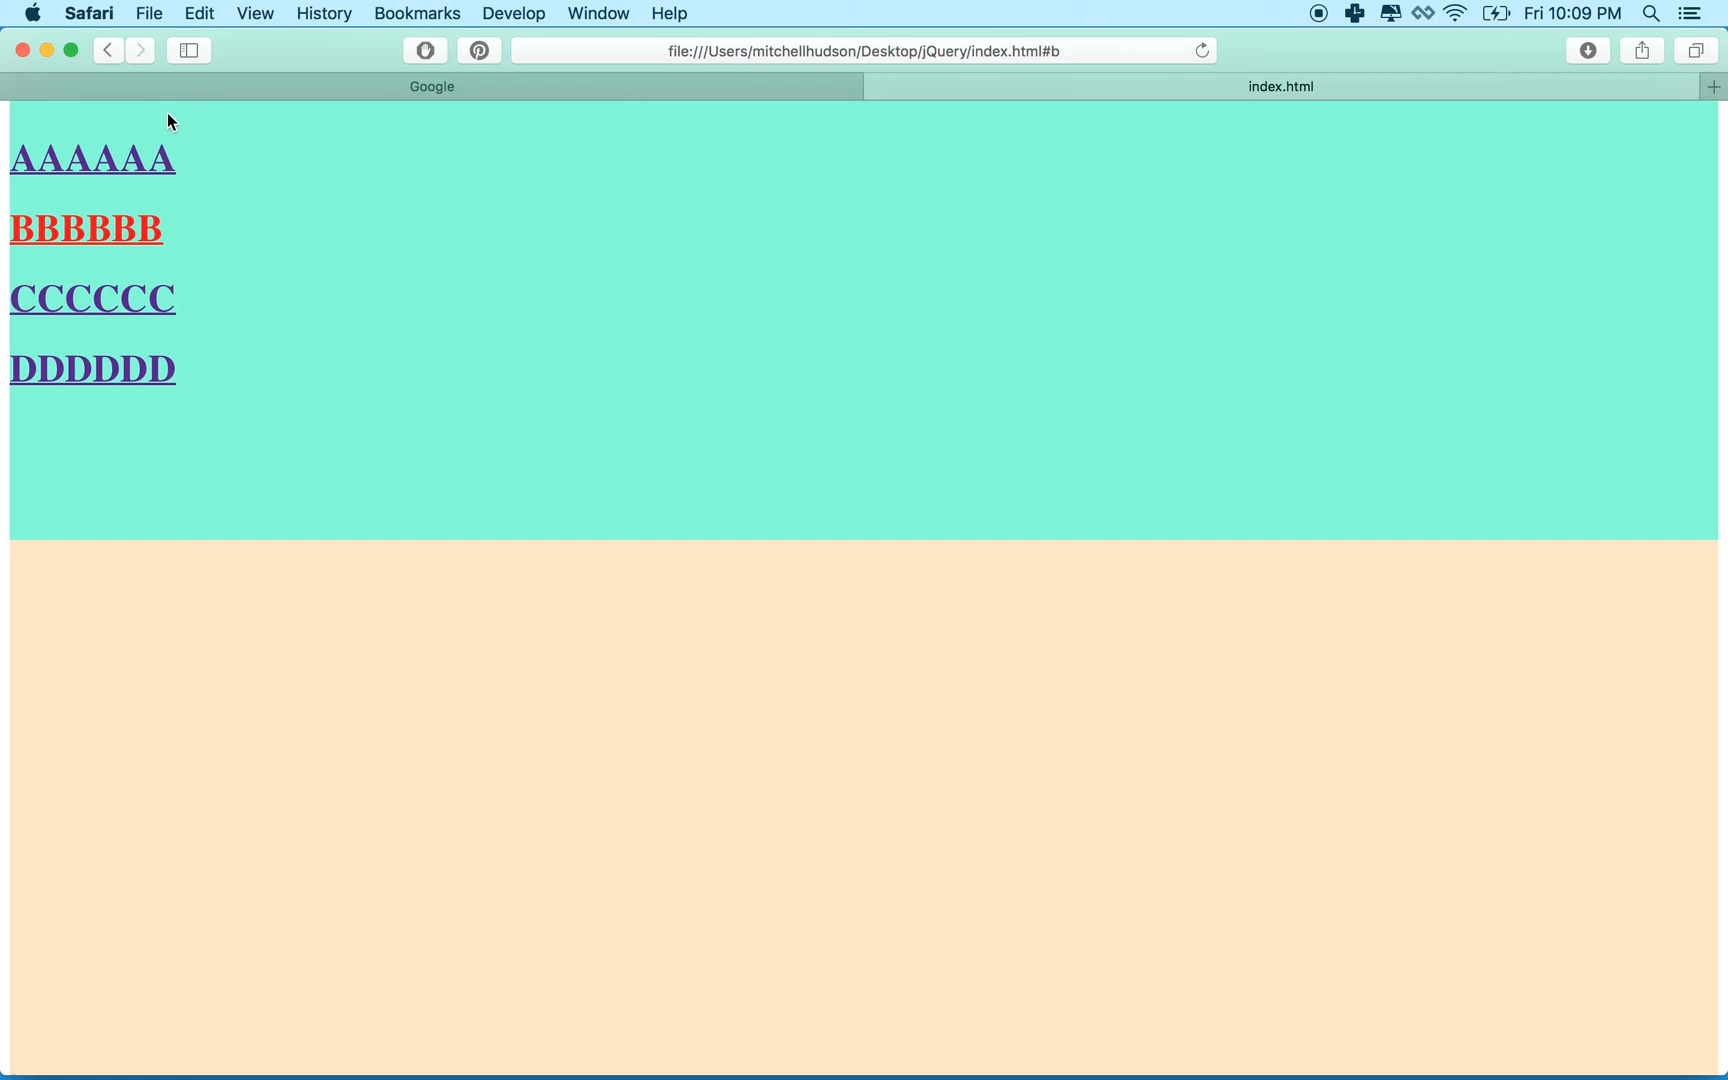 Safari File Edit View History Bookmarks Develop Window Help Fri 10:09 PM
file:///Users/mitchellhudson/Desktop/jQuery/index.html#b
Google index.html
AAAAAA
BBBBBB
CCCCCC
DDDDDD